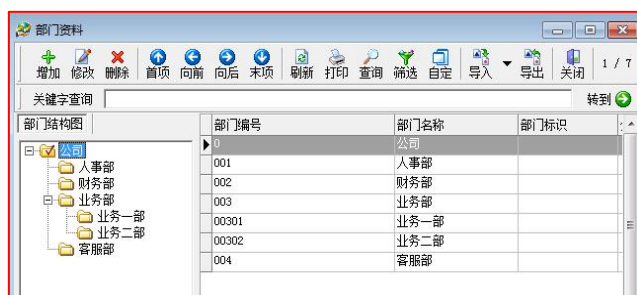 部门资料
增加 修改 删除 首项 向前 向后 末项 刷新 打印 查询 筛选 自定 导入 导出 关闭 1 / 7
关键字查询 转到
部门结构图 部门编号 部门名称 部门标识
公司 0 公司
人事部 001 人事部
财务部 002 财务部
业务部 003 业务部
业务一部 00301 业务一部
业务二部 00302 业务二部
客服部 004 客服部